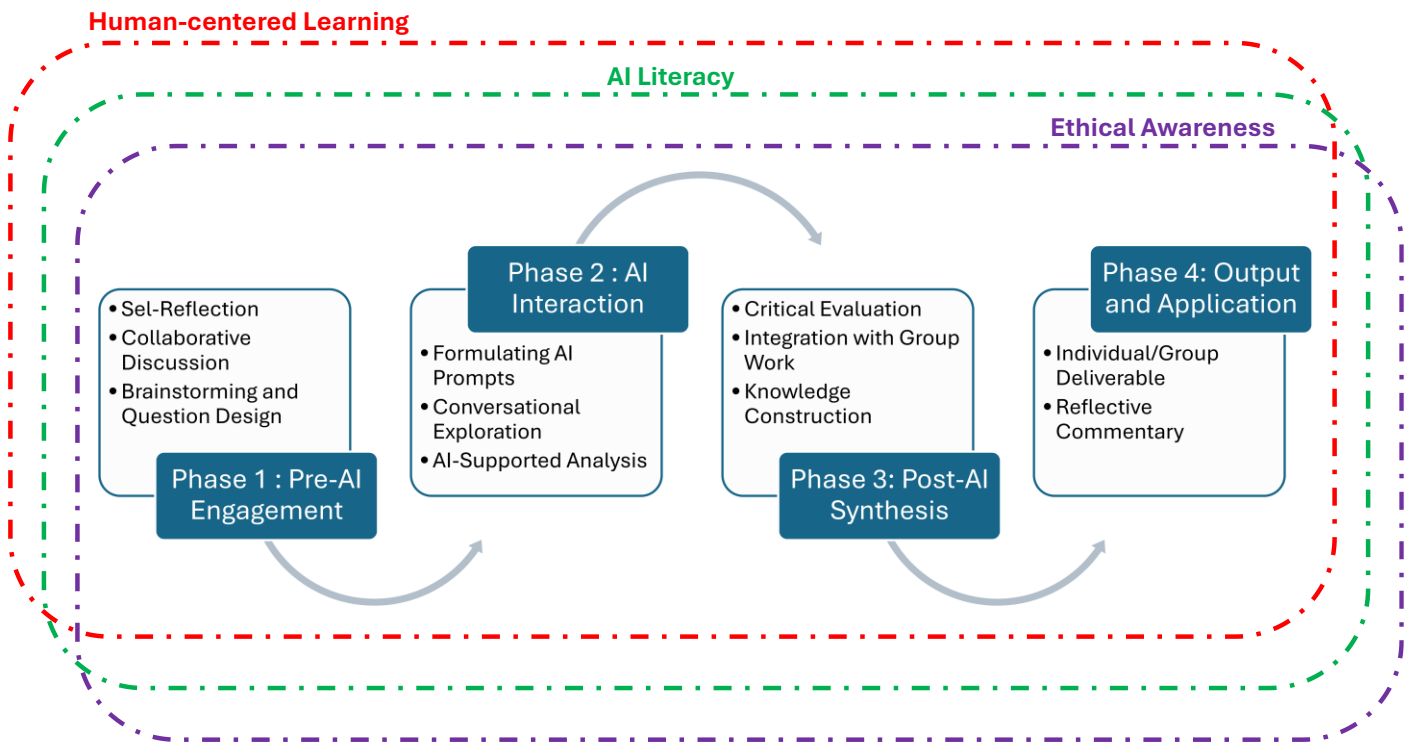 Human-centered Learning
AI Literacy
Ethical Awareness
• Sel-Reflection
• Collaborative
Discussion
• Brainstorming and
Question Design
Phase 1 : Pre-AI
Engagement
Phase 2 : AI
Interaction
• Formulating AI
Prompts
• Conversational
Exploration
• AI-Supported Analysis
• Critical Evaluation
• Integration with Group
Work
• Knowledge
Construction
Phase 3: Post-AI
Synthesis
Phase 4: Output
and Application
• Individual/Group
Deliverable
• Reflective
Commentary